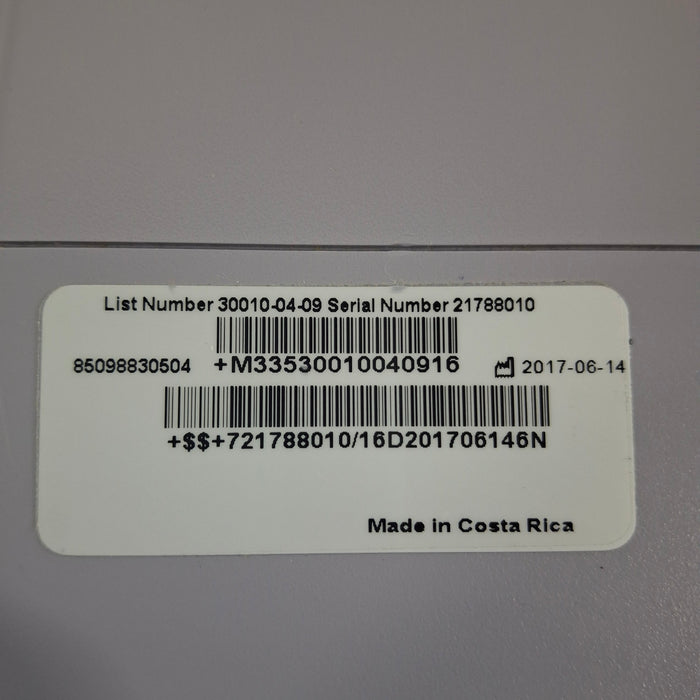 List Number 30010-04-09 Serial Number 21788010
85098830504 +M33530010040916 2017-06-14
+$$+721788010/16D201706146N
Made in Costa Rica